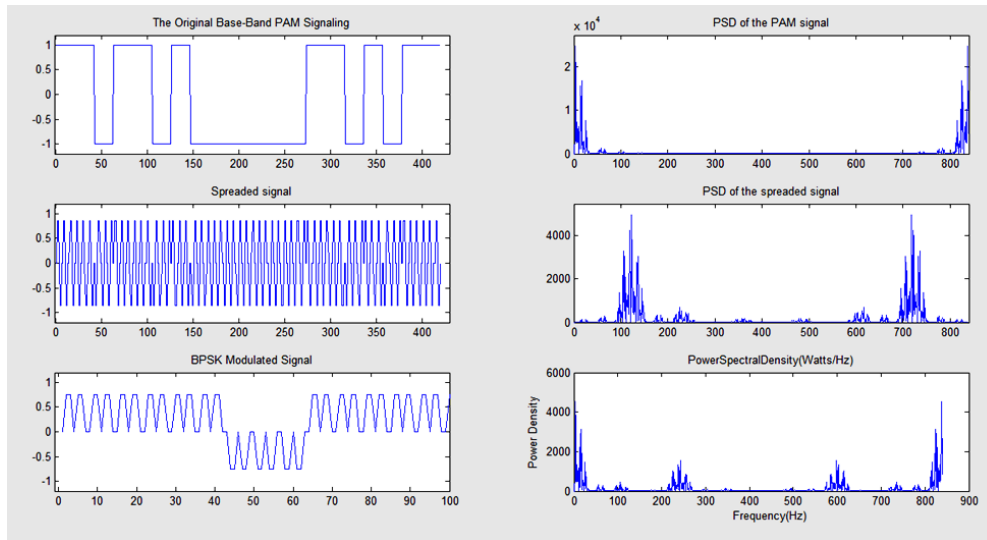 The Original Base-Band PAM Signaling
1
0.5
0
-0.5
-1
0 50 100 150 200 250 300 350 400
PSD of the PAM signal
x 10^4
2
1
0
0 100 200 300 400 500 600 700 800
Spreaded signal
1
0.5
0
-0.5
-1
0 50 100 150 200 250 300 350 400
PSD of the spreaded signal
4000
2000
0
0 100 200 300 400 500 600 700 800
BPSK Modulated Signal
1
0.5
0
-0.5
-1
0 10 20 30 40 50 60 70 80 90 100
PowerSpectralDensity(Watts/Hz)
Power Density
6000
4000
2000
0
0 100 200 300 400 500 600 700 800 900
Frequency(Hz)